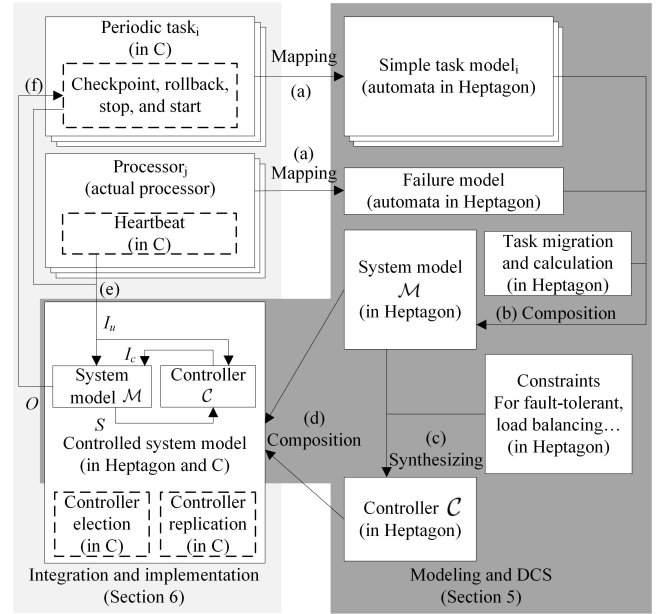 Periodic task_i
(in C)
Checkpoint, rollback,
stop, and start
(f)
Mapping
(a)
Simple task model_i
(automata in Heptagon)
Processor_j
(actual processor)
Heartbeat
(in C)
(a)
Mapping
Failure model
(automata in Heptagon)
Task migration
and calculation
(in Heptagon)
System model
ℳ
(in Heptagon)
(b) Composition
(e)
I_u
I_c
System
model ℳ
Controller
𝒞
O
S
Controlled system model
(in Heptagon and C)
(d)
Composition
(c)
Synthesizing
Constraints
For fault-tolerant,
load balancing…
(in Heptagon)
Controller 𝒞
(in Heptagon)
Controller
election
(in C)
Controller
replication
(in C)
Integration and implementation
(Section 6)
Modeling and DCS
(Section 5)